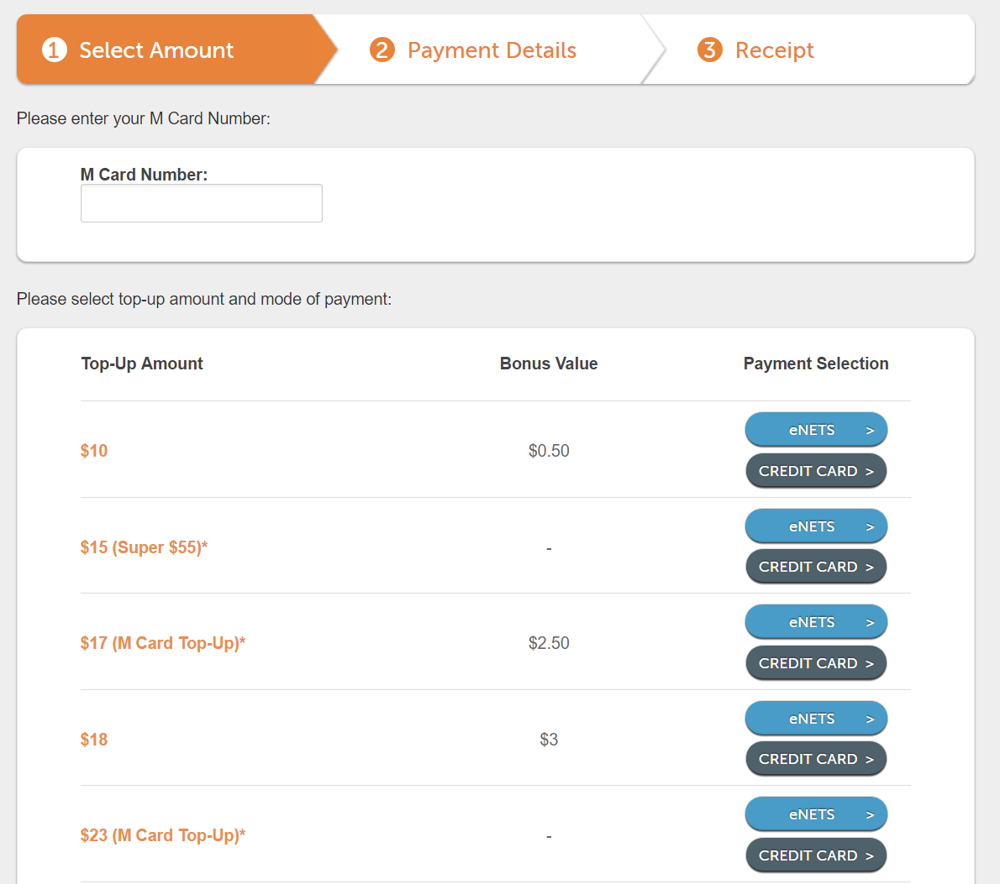 1 Select Amount 2 Payment Details 3 Receipt
Please enter your M Card Number:
M Card Number:
Please select top-up amount and mode of payment:
Top-Up Amount Bonus Value Payment Selection
eNETS >
$10 $0.50
CREDIT CARD >
eNETS >
$15 (Super $55)* -
CREDIT CARD >
eNETS >
$17 (M Card Top-Up)* $2.50
CREDIT CARD >
eNETS >
$18 $3
CREDIT CARD >
eNETS >
$23 (M Card Top-Up)* -
CREDIT CARD >